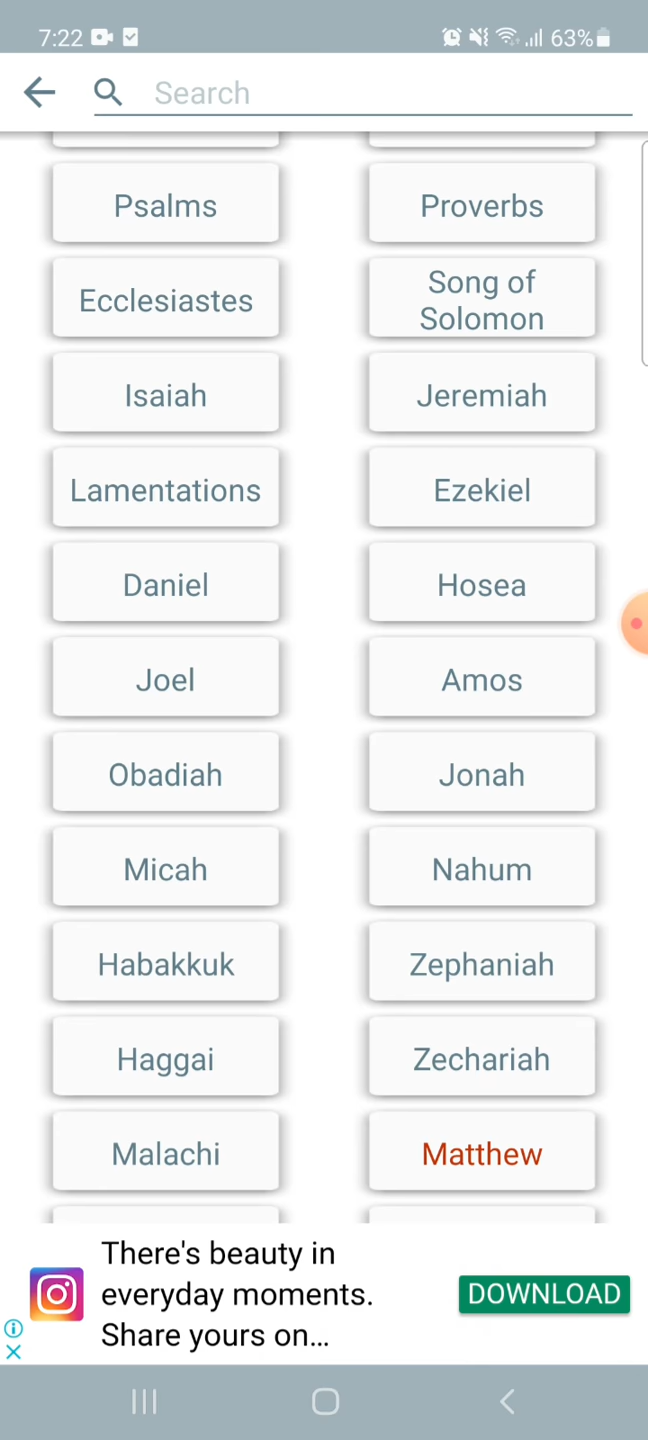 7:22
63%
Search
Psalms
Proverbs
Ecclesiastes
Song of
Solomon
Isaiah
Jeremiah
Lamentations
Ezekiel
Daniel
Hosea
Joel
Amos
Obadiah
Jonah
Micah
Nahum
Habakkuk
Zephaniah
Haggai
Zechariah
Malachi
Matthew
There's beauty in
everyday moments.
Share yours on...
DOWNLOAD